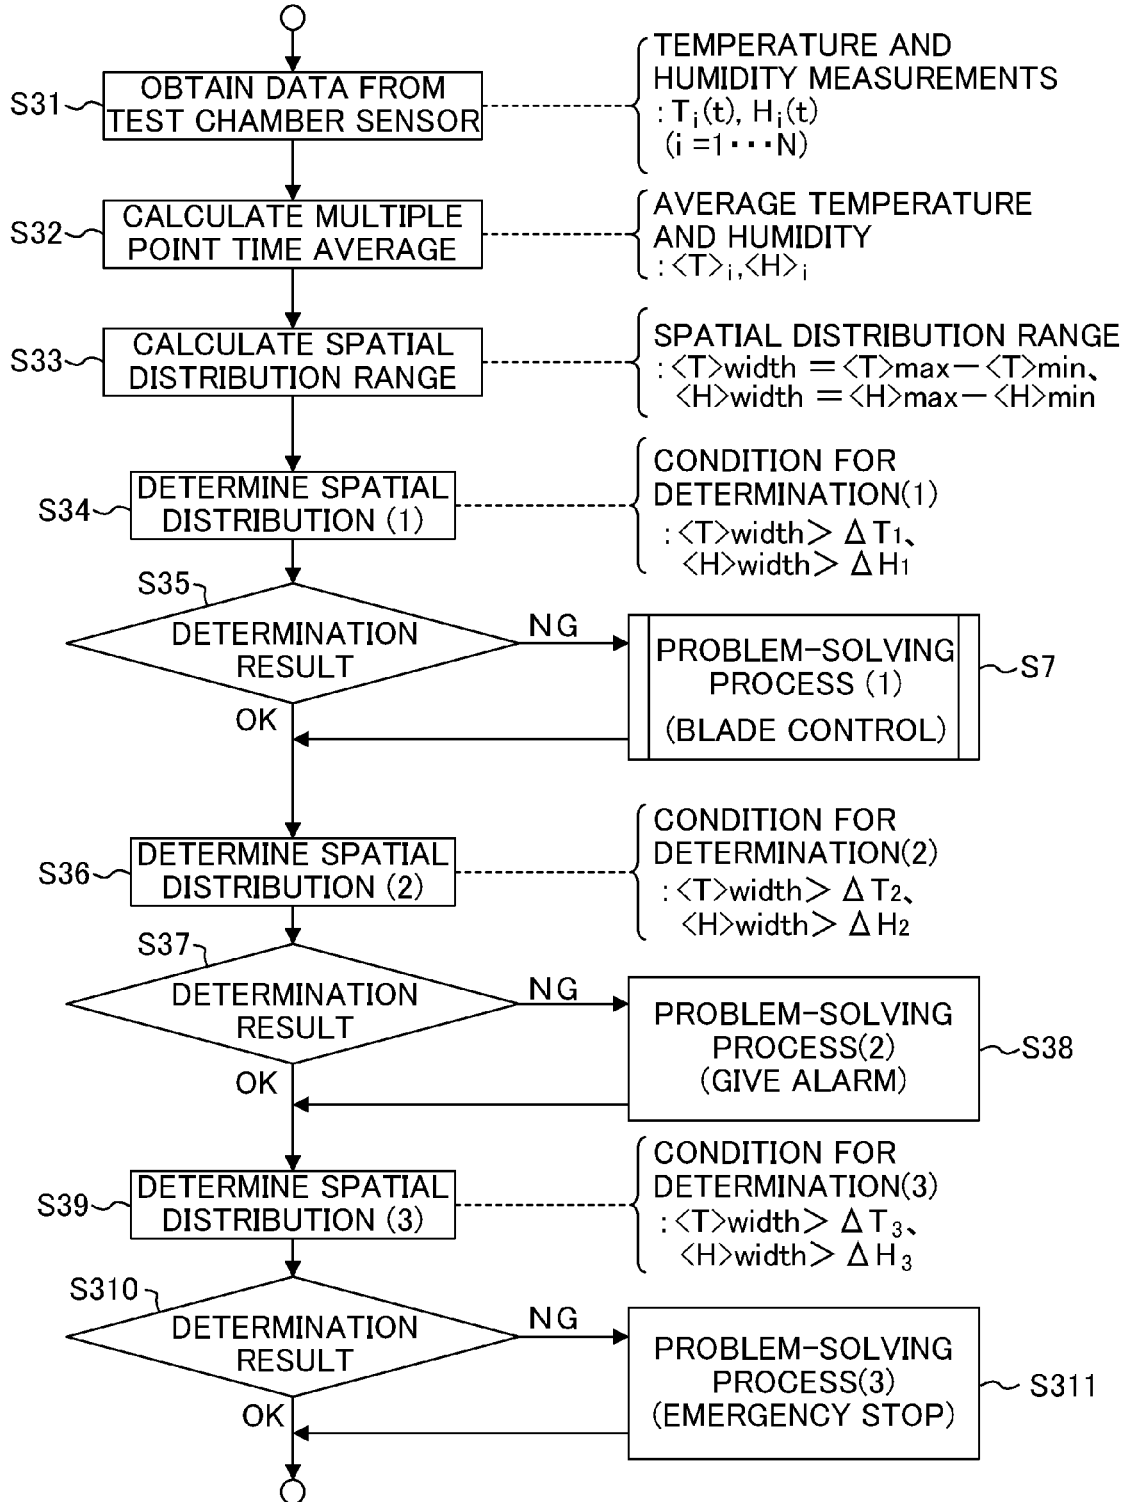 S31
OBTAIN DATA FROM
TEST CHAMBER SENSOR
TEMPERATURE AND
HUMIDITY MEASUREMENTS
: Tᵢ(t), Hᵢ(t)
(i =1・・・N)
S32
CALCULATE MULTIPLE
POINT TIME AVERAGE
AVERAGE TEMPERATURE
AND HUMIDITY
: <T>ᵢ,<H>ᵢ
S33
CALCULATE SPATIAL
DISTRIBUTION RANGE
SPATIAL DISTRIBUTION RANGE
: <T>width =<T>max-<T>min、
<H>width =<H>max-<H>min
S34
DETERMINE SPATIAL
DISTRIBUTION (1)
CONDITION FOR
DETERMINATION(1)
: <T>width> ΔT₁、
<H>width> ΔH₁
S35
DETERMINATION
RESULT
NG
OK
PROBLEM-SOLVING
PROCESS (1)
(BLADE CONTROL)
S7
S36
DETERMINE SPATIAL
DISTRIBUTION (2)
CONDITION FOR
DETERMINATION(2)
: <T>width> ΔT₂、
<H>width> ΔH₂
S37
DETERMINATION
RESULT
NG
OK
PROBLEM-SOLVING
PROCESS(2)
(GIVE ALARM)
S38
S39
DETERMINE SPATIAL
DISTRIBUTION (3)
CONDITION FOR
DETERMINATION(3)
: <T>width> ΔT₃、
<H>width> ΔH₃
S310
DETERMINATION
RESULT
NG
OK
PROBLEM-SOLVING
PROCESS(3)
(EMERGENCY STOP)
S311